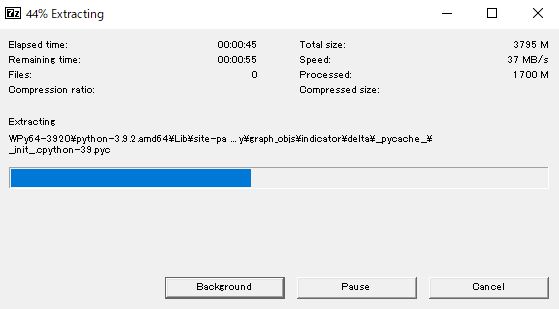 7z 44% Extracting
Elapsed time: 00:00:45 Total size: 3795 M
Remaining time: 00:00:55 Speed: 37 MB/s
Files: 0 Processed: 1700 M
Compression ratio: Compressed size:
Extracting
WPy64-3920¥python-3.9.2.amd64¥Lib¥site-pa ... y¥graph_objs¥indicator¥delta¥_pycache_¥
_init_.cpython-39.pyc
Background Pause Cancel